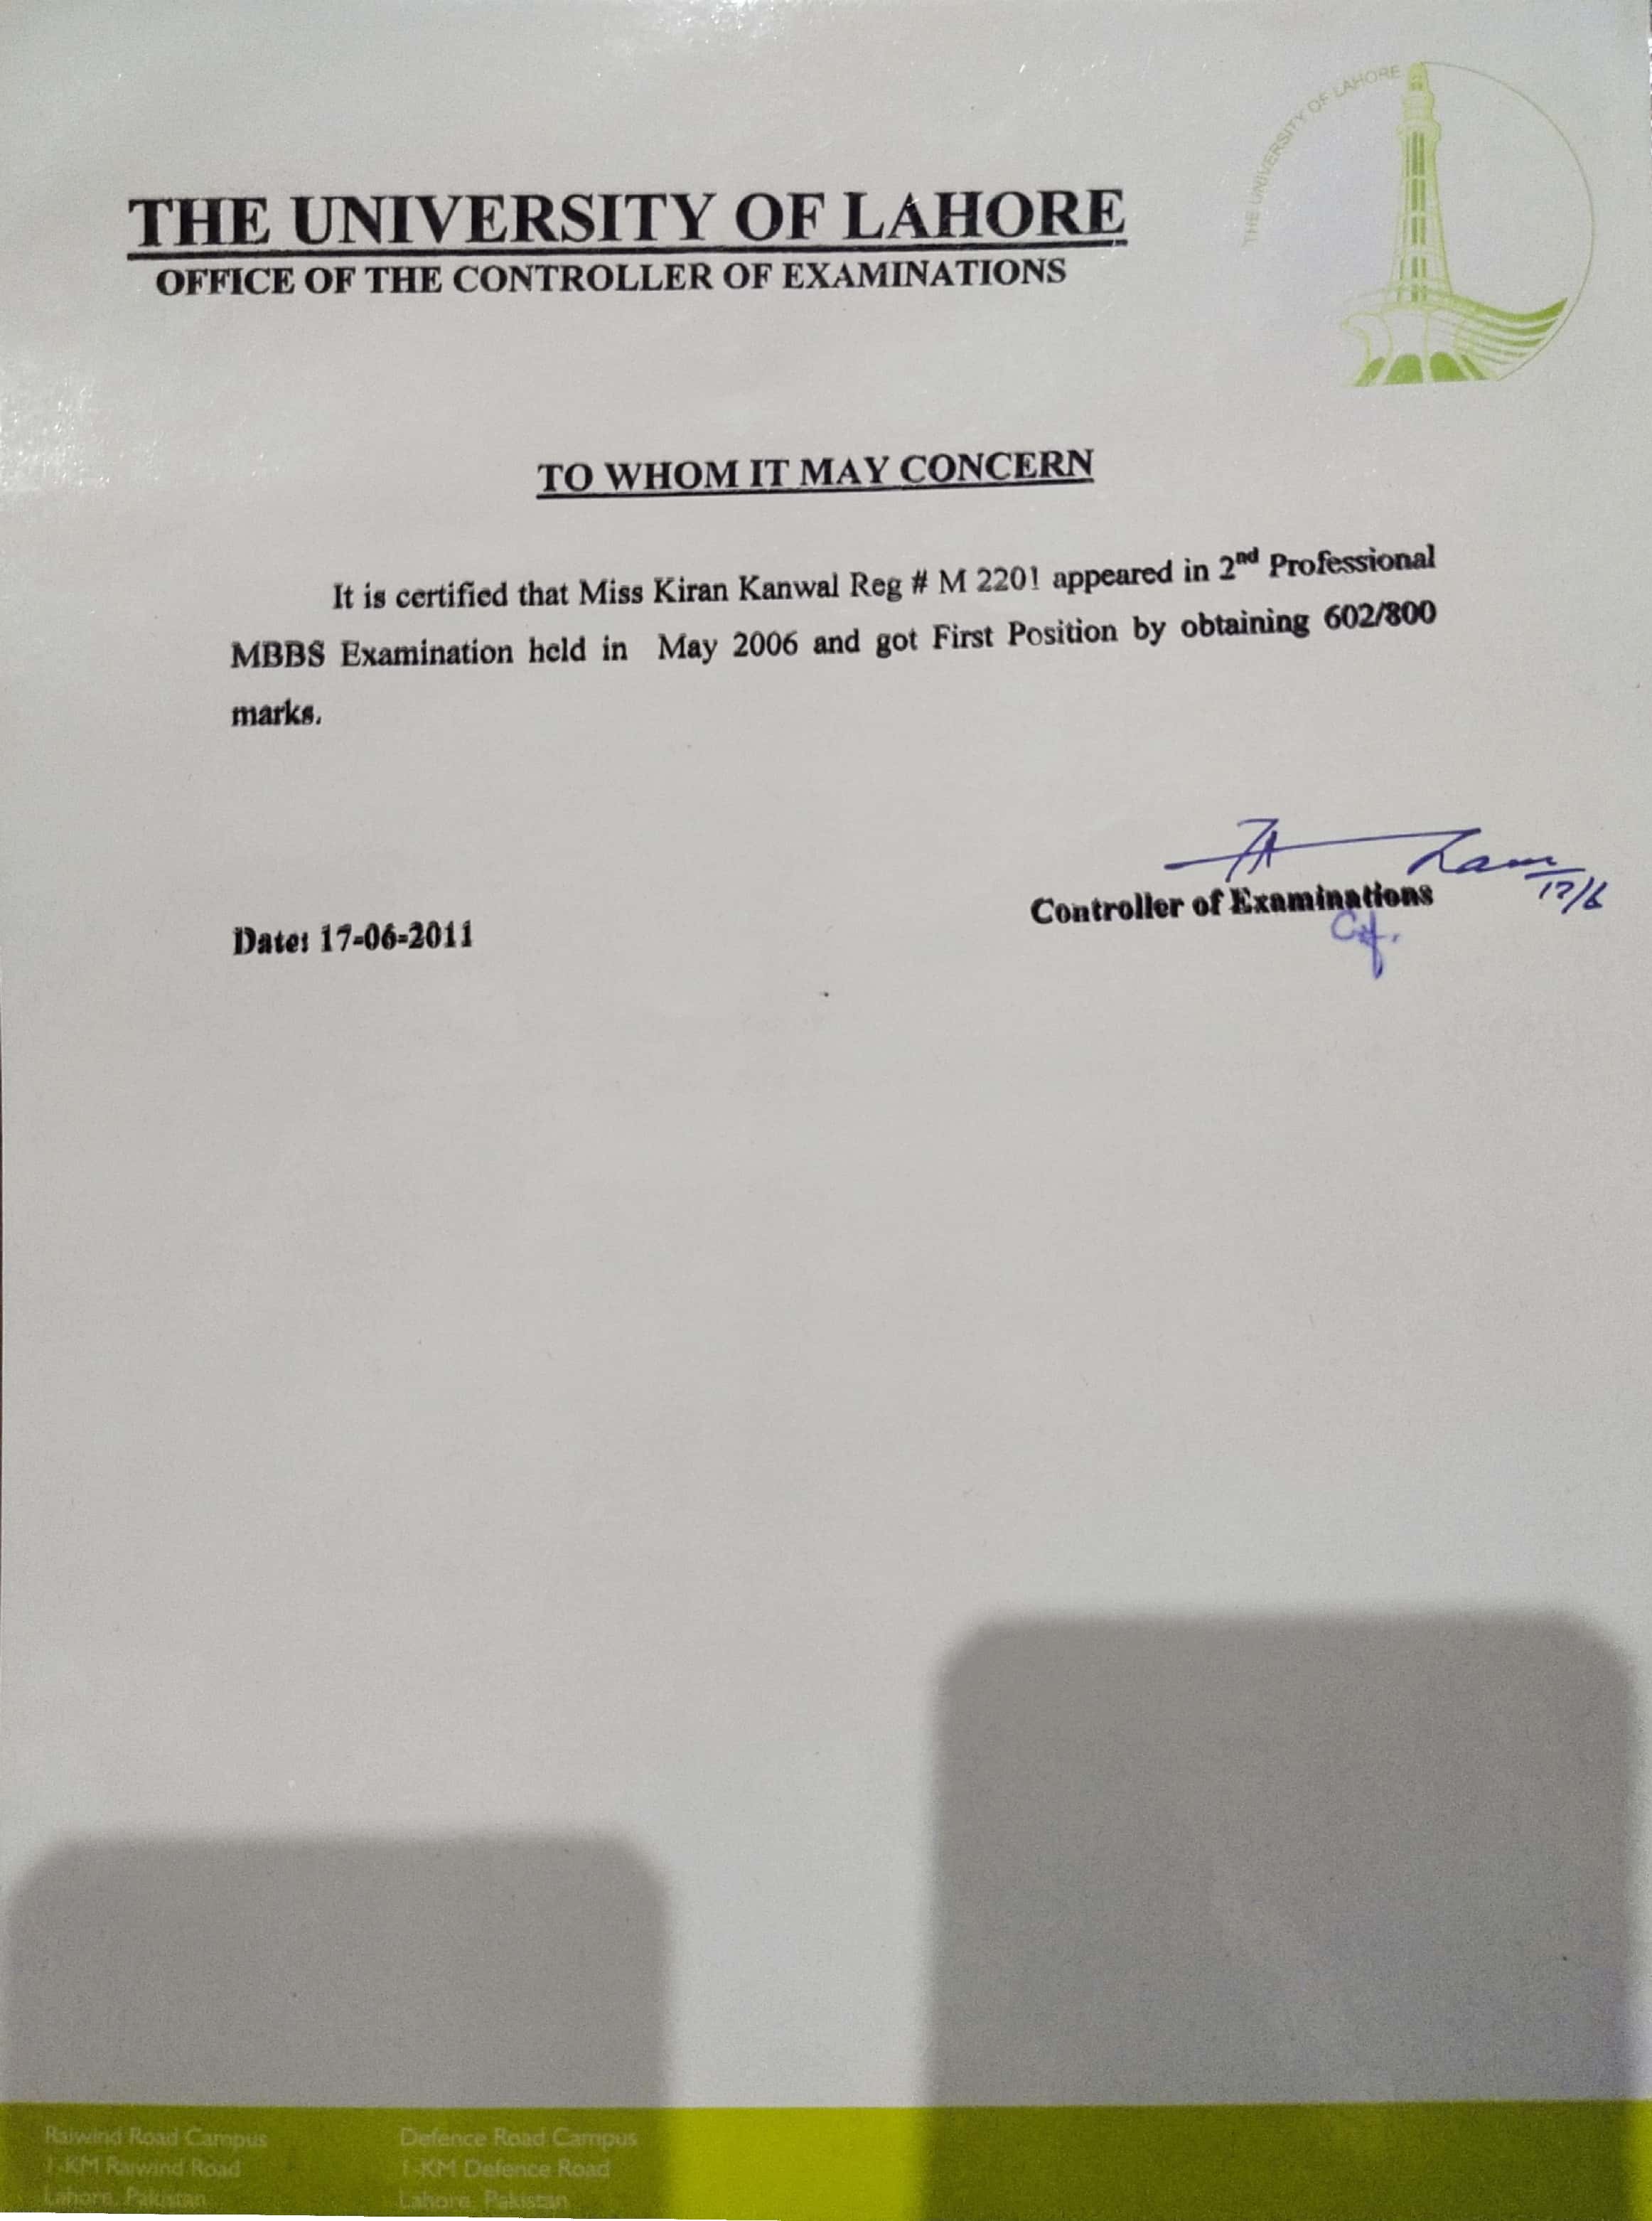 THE UNIVERSITY OF LAHORE
THE UNIVERSITY OF LAHORE
OFFICE OF THE CONTROLLER OF EXAMINATIONS
TO WHOM IT MAY CONCERN
It is certified that Miss Kiran Kanwal Reg # M 2201 appeared in 2nd Professional
MBBS Examination held in May 2006 and got First Position by obtaining 602/800
marks.
17/6
Controller of Examinations
Date: 17-06-2011
Raiwind Road Campus
1-KM Raiwind Road
Lahore, Pakistan
Defence Road Campus
1-KM Defence Road
Lahore, Pakistan